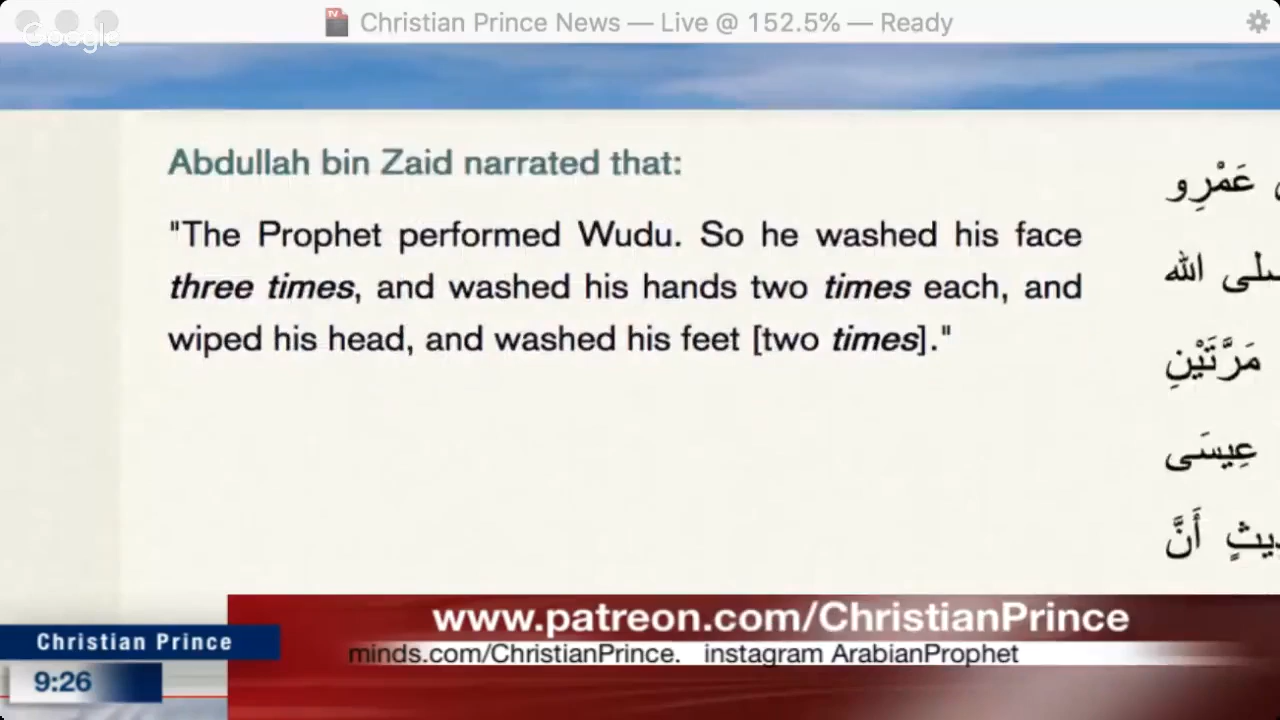 Christian Prince News — Live @ 152.5% — Ready
Google
Abdullah bin Zaid narrated that:
"The Prophet performed Wudu. So he washed his face
three times, and washed his hands two times each, and
wiped his head, and washed his feet [two times]."
عَمْرِو
صلى الله
مَرَّتَيْنِ
عِيسَى
أَنَّ
www.patreon.com/ChristianPrince
Christian Prince
minds.com/ChristianPrince. instagram ArabianProphet
9:26